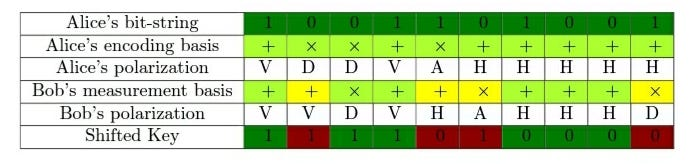 Alice's bit-string 1 0 0 1 1 0 1 0 0 1
Alice's encoding basis + × × + × + + + + +
Alice's polarization V D D V A H H H H H
Bob's measurement basis + + × + + × + + + ×
Bob's polarization V V D V H A H H H D
Shifted Key 1 1 1 1 0 1 0 0 0 0